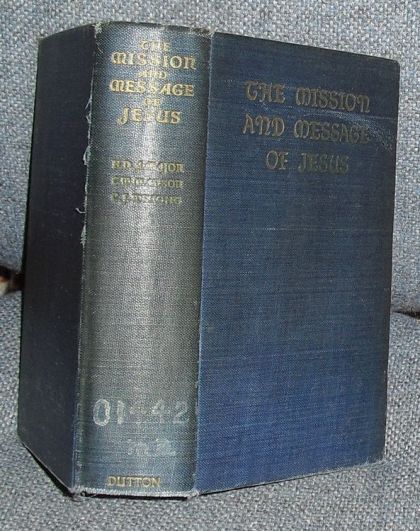 THE
MISSION
AND
MESSAGE
OF
JESUS
H.D.A. MAJOR
T.W. MANSON
C.J. WRIGHT
01442
DUTTON
THE MISSION
AND MESSAGE
OF JESUS